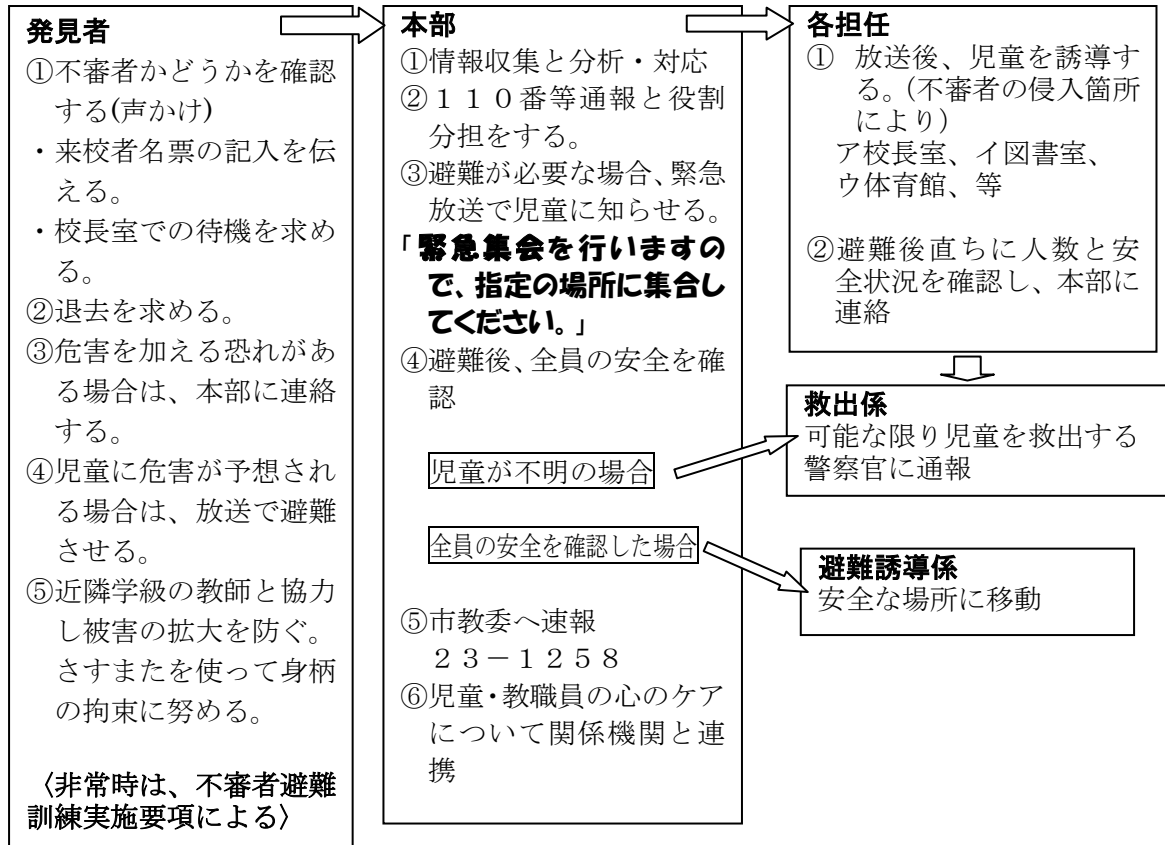 発見者
①不審者かどうかを確認
する(声かけ)
・来校者名票の記入を伝
える。
・校長室での待機を求め
る。
②退去を求める。
③危害を加える恐れがあ
る場合は、本部に連絡
する。
④児童に危害が予想され
る場合は、放送で避難
させる。
⑤近隣学級の教師と協力
し被害の拡大を防ぐ。
さすまたを使って身柄
の拘束に努める。
〈非常時は、不審者避難
訓練実施要項による〉
本部
①情報収集と分析・対応
②１１０番等通報と役割
分担をする。
③避難が必要な場合、緊急
放送で児童に知らせる。
「緊急集会を行いますの
で、指定の場所に集合し
てください。」
④避難後、全員の安全を確
認
児童が不明の場合
全員の安全を確認した場合
⑤市教委へ速報
２３－１２５８
⑥児童・教職員の心のケア
について関係機関と連
携
各担任
① 放送後、児童を誘導す
る。(不審者の侵入箇所
により)
ア校長室、イ図書室、
ウ体育館、等
②避難後直ちに人数と安
全状況を確認し、本部に
連絡
救出係
可能な限り児童を救出する
警察官に通報
避難誘導係
安全な場所に移動